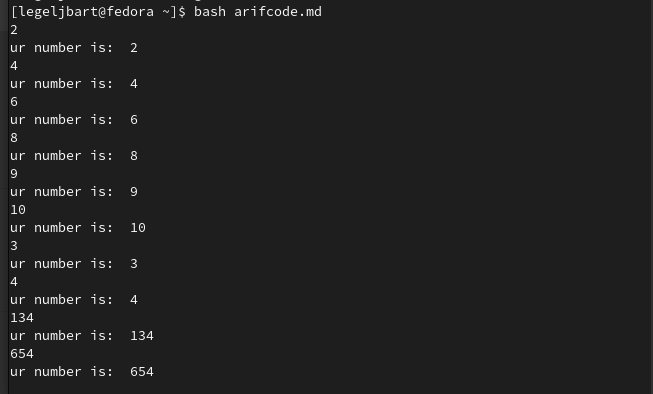 [legeljbart@fedora ~]$ bash arifcode.md
2
ur number is:  2
4
ur number is:  4
6
ur number is:  6
8
ur number is:  8
9
ur number is:  9
10
ur number is:  10
3
ur number is:  3
4
ur number is:  4
134
ur number is:  134
654
ur number is:  654